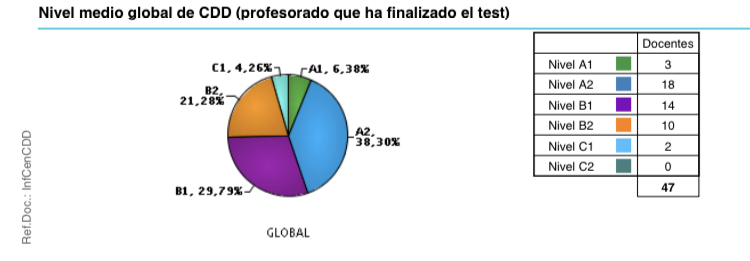 Nivel medio global de CDD (profesorado que ha finalizado el test)
C1, 4,26%
A1, 6,38%
B2,
21,28%
A2,
38,30%
B1, 29,79%
GLOBAL
Docentes
Nivel A1 3
Nivel A2 18
Nivel B1 14
Nivel B2 10
Nivel C1 2
Nivel C2 0
47
Ref.Doc.: InfCenCDD